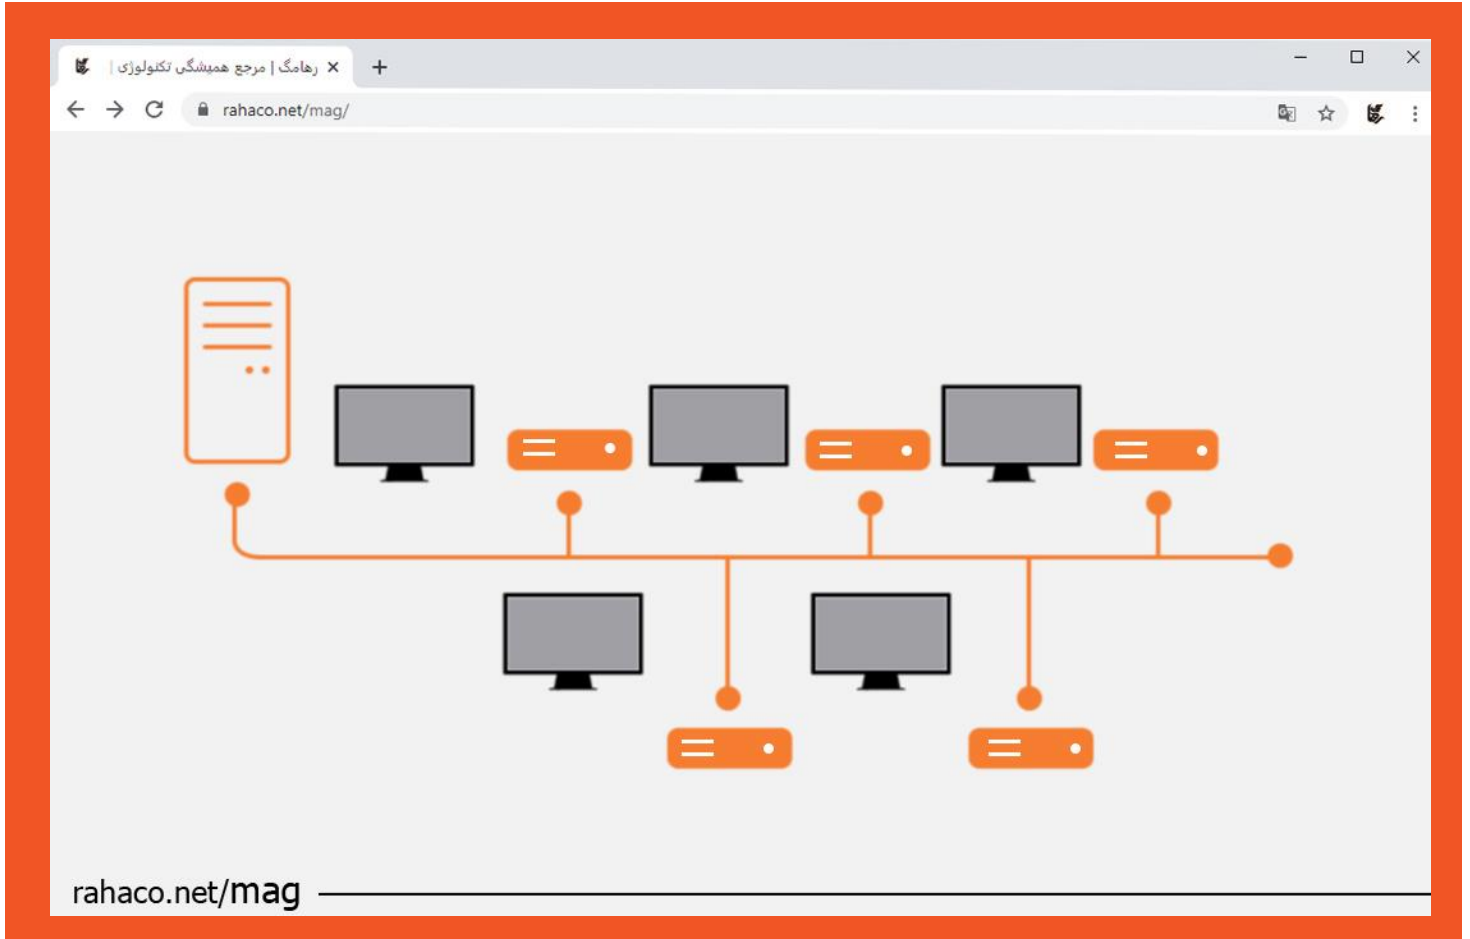 رهامگ | مرجع همیشگی تکنولوژی |
rahaco.net/mag/
rahaco.net/mag